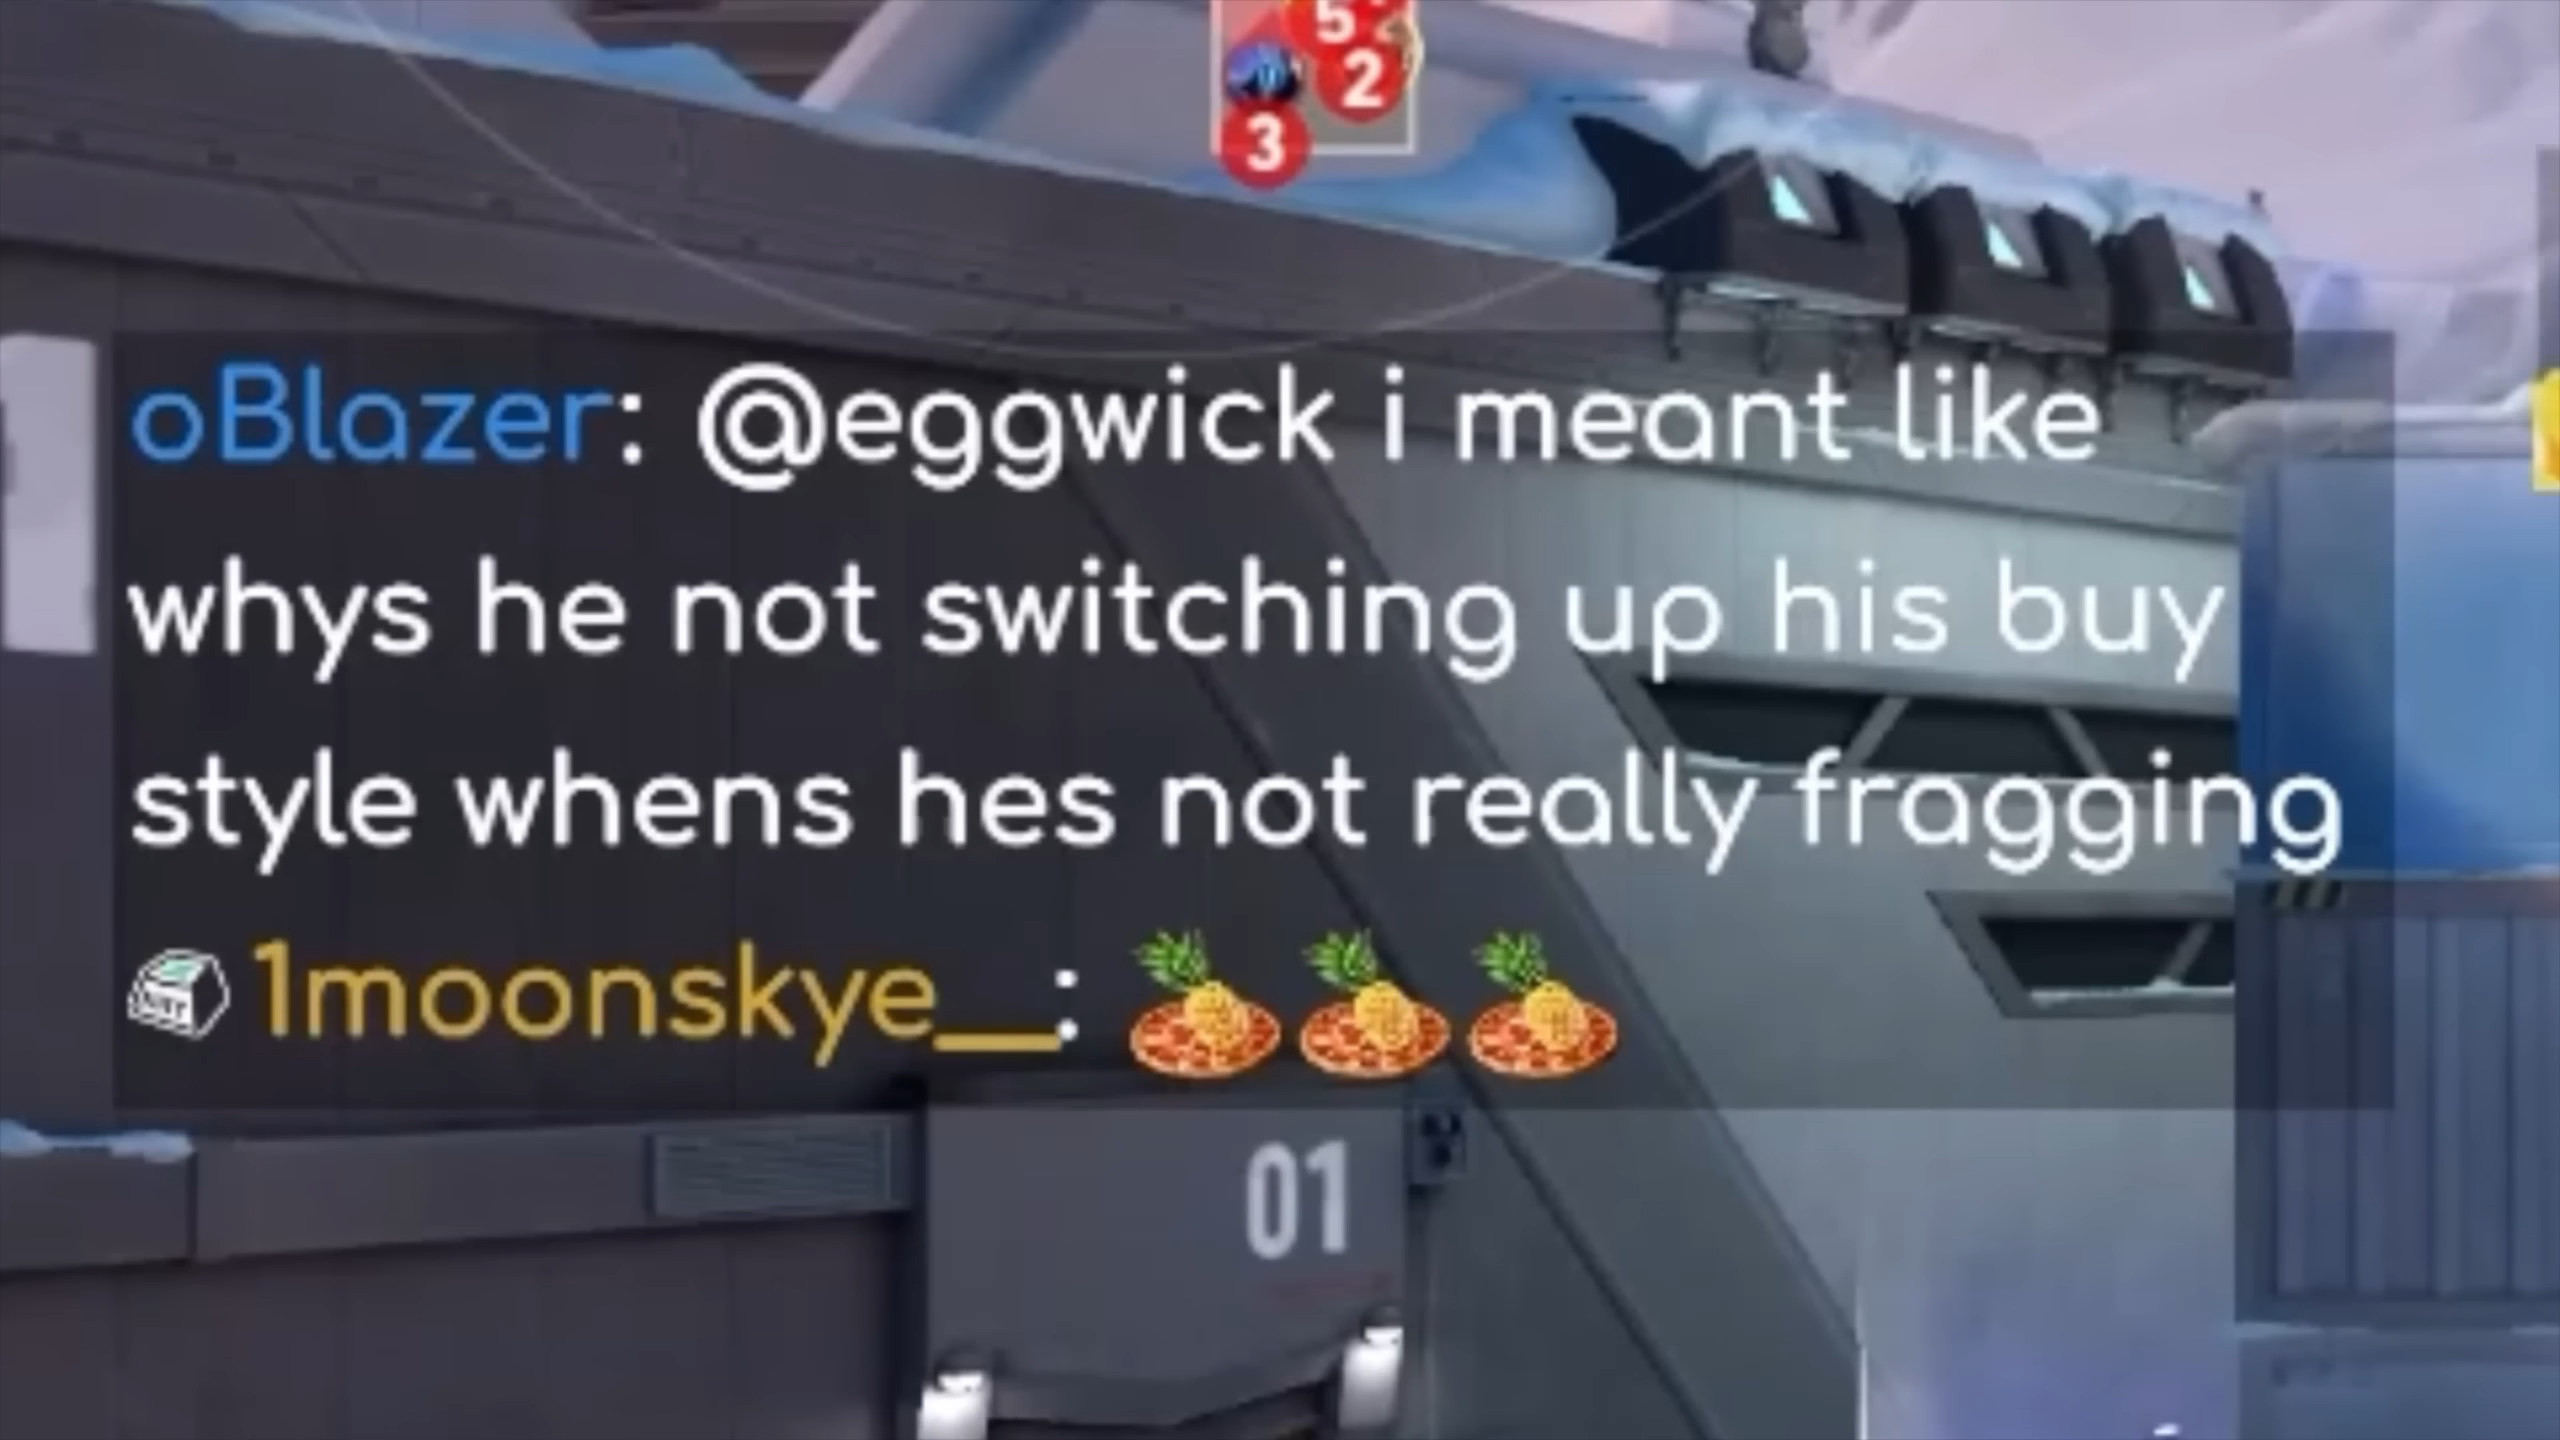 5
2
3
oBlazer: @eggwick i meant like
whys he not switching up his buy
style whens hes not really fragging
1moonskye__: 
01